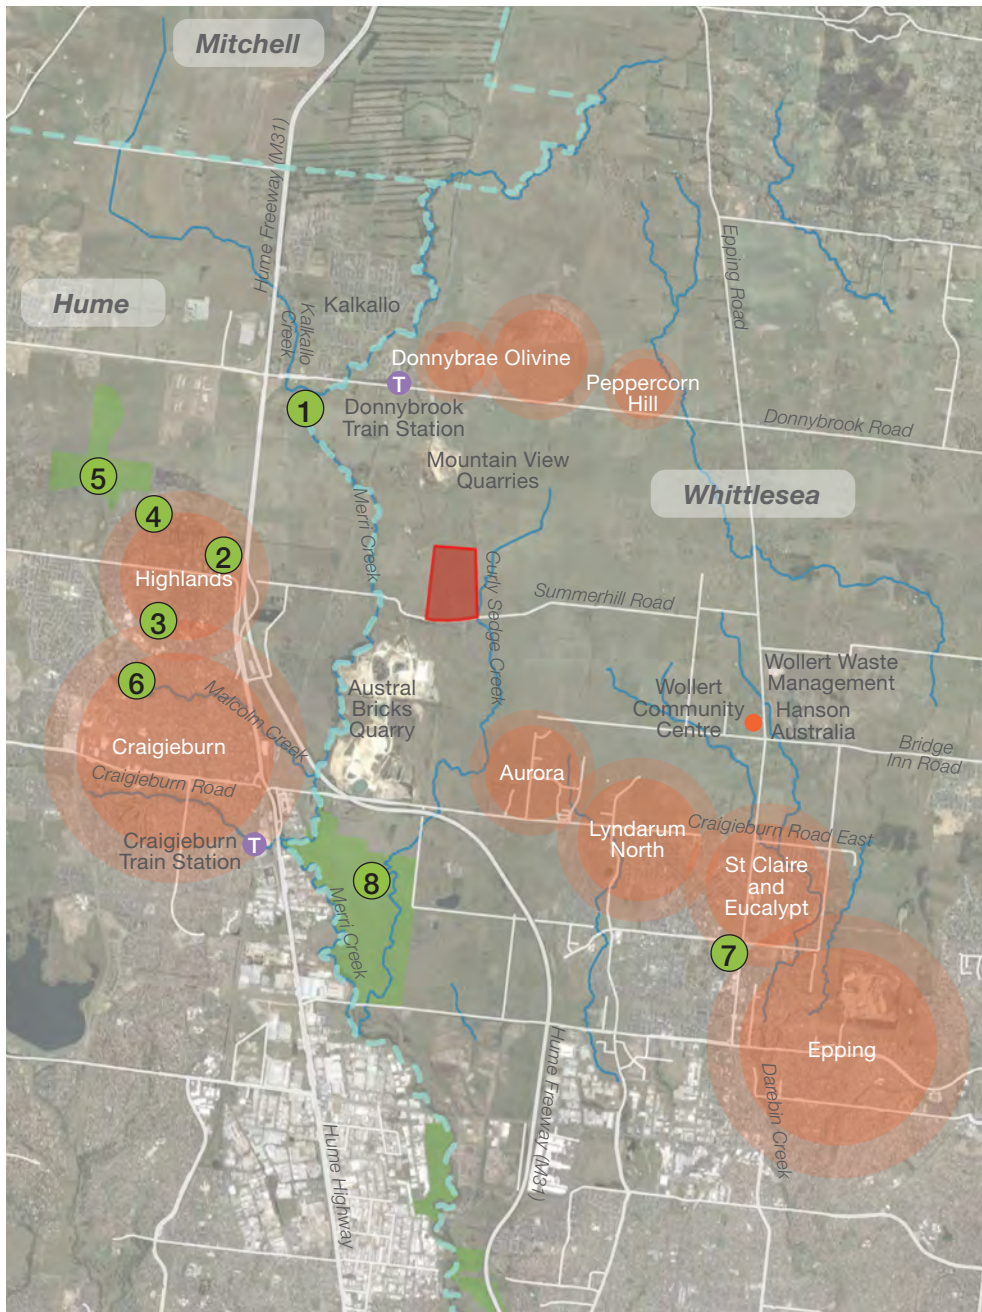 Mitchell
Hume Freeway (M31)
Hume
Kalkallo
Kalkallo
Creek
Epping Road
Donnybrae
Olivine
Peppercorn
Hill
T
1
Donnybrook
Train Station
Donnybrook Road
Mountain View
Quarries
Whittlesea
5
4
2
Highlands
3
Merri Creek
Curly Sedge Creek
Summerhill Road
6
Malcolm Creek
Austral
Bricks
Quarry
Wollert
Community
Centre
Wollert Waste
Management
Hanson
Australia
Bridge
Inn Road
Craigieburn
Craigieburn Road
Aurora
Lyndarum
North
Craigieburn Road East
Craigieburn
Train Station
T
8
St Claire
and
Eucalypt
Merri Creek
7
Epping
Hume Freeway (M31)
Darebin Creek
Hume Highway